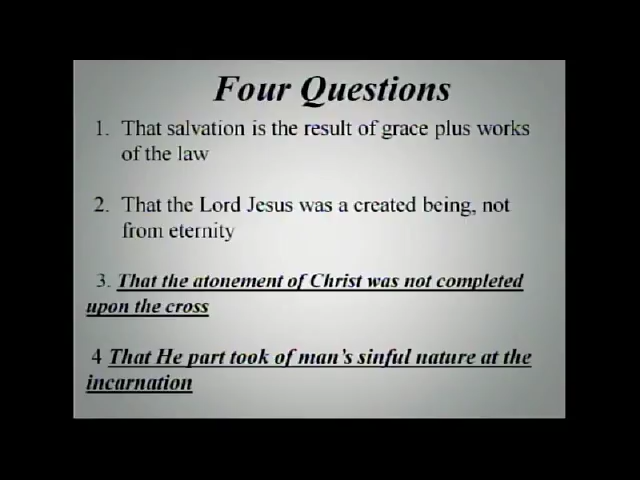 Four Questions
1. That salvation is the result of grace plus works
of the law
2. That the Lord Jesus was a created being, not
from eternity
3. That the atonement of Christ was not completed
upon the cross
4 That He part took of man's sinful nature at the
incarnation